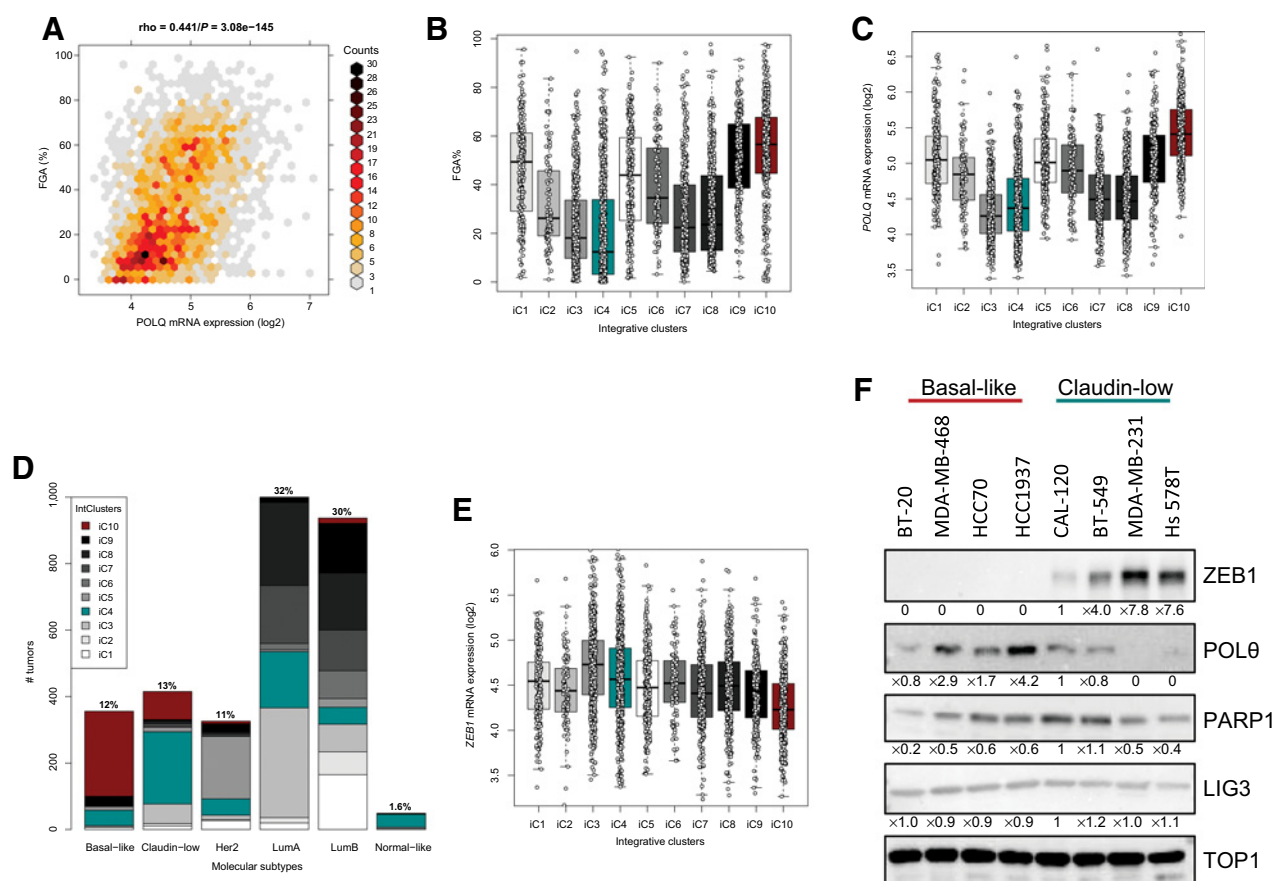 A
rho = 0.441/P = 3.08e−145
Counts
30
28
26
25
23
21
19
17
16
14
12
10
8
6
5
3
1
100
80
60
40
20
0
FGA (%)
4 5 6 7
POLQ mRNA expression (log2)
B
100
80
60
40
20
0
FGA%
iC1 iC2 iC3 iC4 iC5 iC6 iC7 iC8 iC9 iC10
Integrative clusters
C
6.5
6.0
5.5
5.0
4.5
4.0
3.5
POLQ mRNA expression (log2)
iC1 iC2 iC3 iC4 iC5 iC6 iC7 iC8 iC9 iC10
Integrative clusters
D
1,000
800
600
400
200
0
# tumors
IntClusters
iC10
iC9
iC8
iC7
iC6
iC5
iC4
iC3
iC2
iC1
12%
13%
11%
32%
30%
1.6%
Basal−like Claudin−low Her2 LumA LumB Normal−like
Molecular subtypes
E
6.0
5.5
5.0
4.5
4.0
3.5
ZEB1 mRNA expression (log2)
iC1 iC2 iC3 iC4 iC5 iC6 iC7 iC8 iC9 iC10
Integrative clusters
F
Basal-like Claudin-low
BT-20
MDA-MB-468
HCC70
HCC1937
CAL-120
BT-549
MDA-MB-231
Hs 578T
ZEB1
0 0 0 0 1 ×4.0 ×7.8 ×7.6
POLθ
×0.8 ×2.9 ×1.7 ×4.2 1 ×0.8 0 0
PARP1
×0.2 ×0.5 ×0.6 ×0.6 1 ×1.1 ×0.5 ×0.4
LIG3
×1.0 ×0.9 ×0.9 ×0.9 1 ×1.2 ×1.0 ×1.1
TOP1